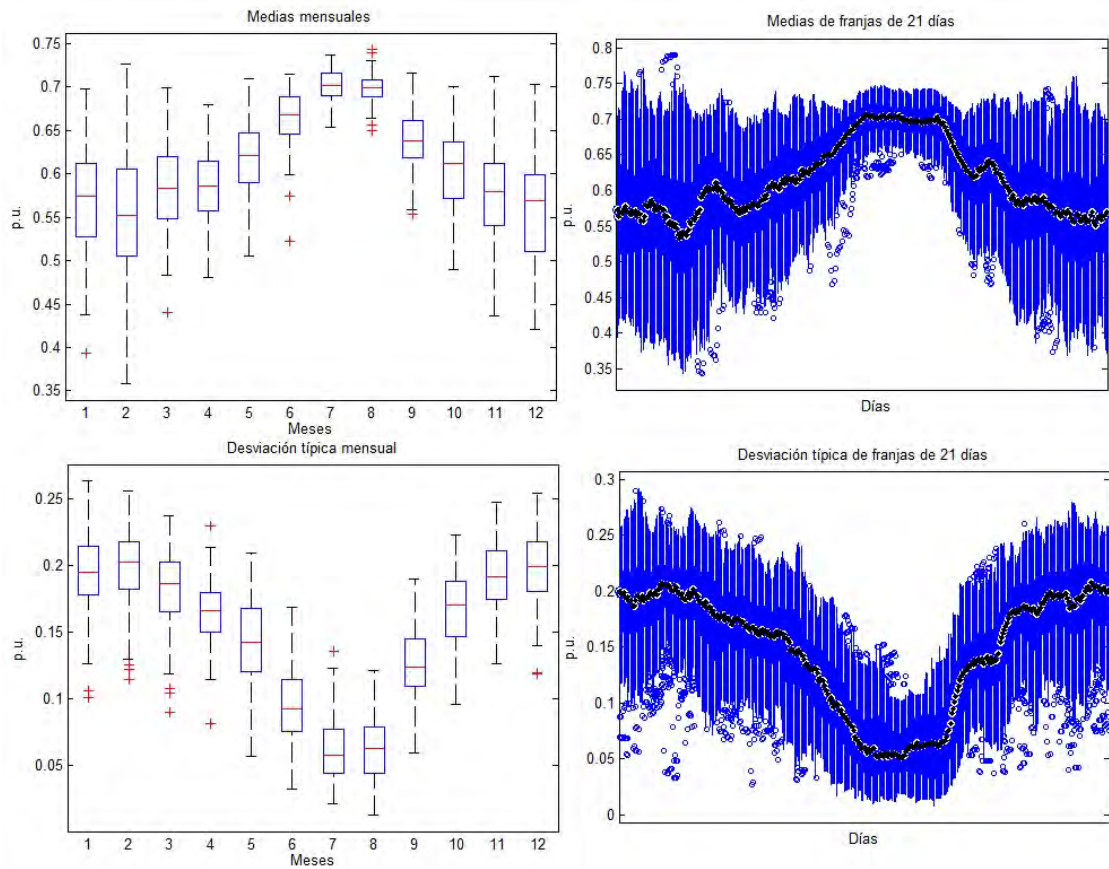 Medias mensuales
0.75
0.7
0.65
0.6
0.55
0.5
0.45
0.4
0.35
p.u.
1 2 3 4 5 6 7 8 9 10 11 12
Meses
Medias de franjas de 21 días
0.8
0.75
0.7
0.65
0.6
0.55
0.5
0.45
0.4
0.35
p.u.
Días
Desviación típica mensual
0.25
0.2
0.15
0.1
0.05
p.u.
1 2 3 4 5 6 7 8 9 10 11 12
Meses
Desviación típica de franjas de 21 días
0.3
0.25
0.2
0.15
0.1
0.05
0
p.u.
Días